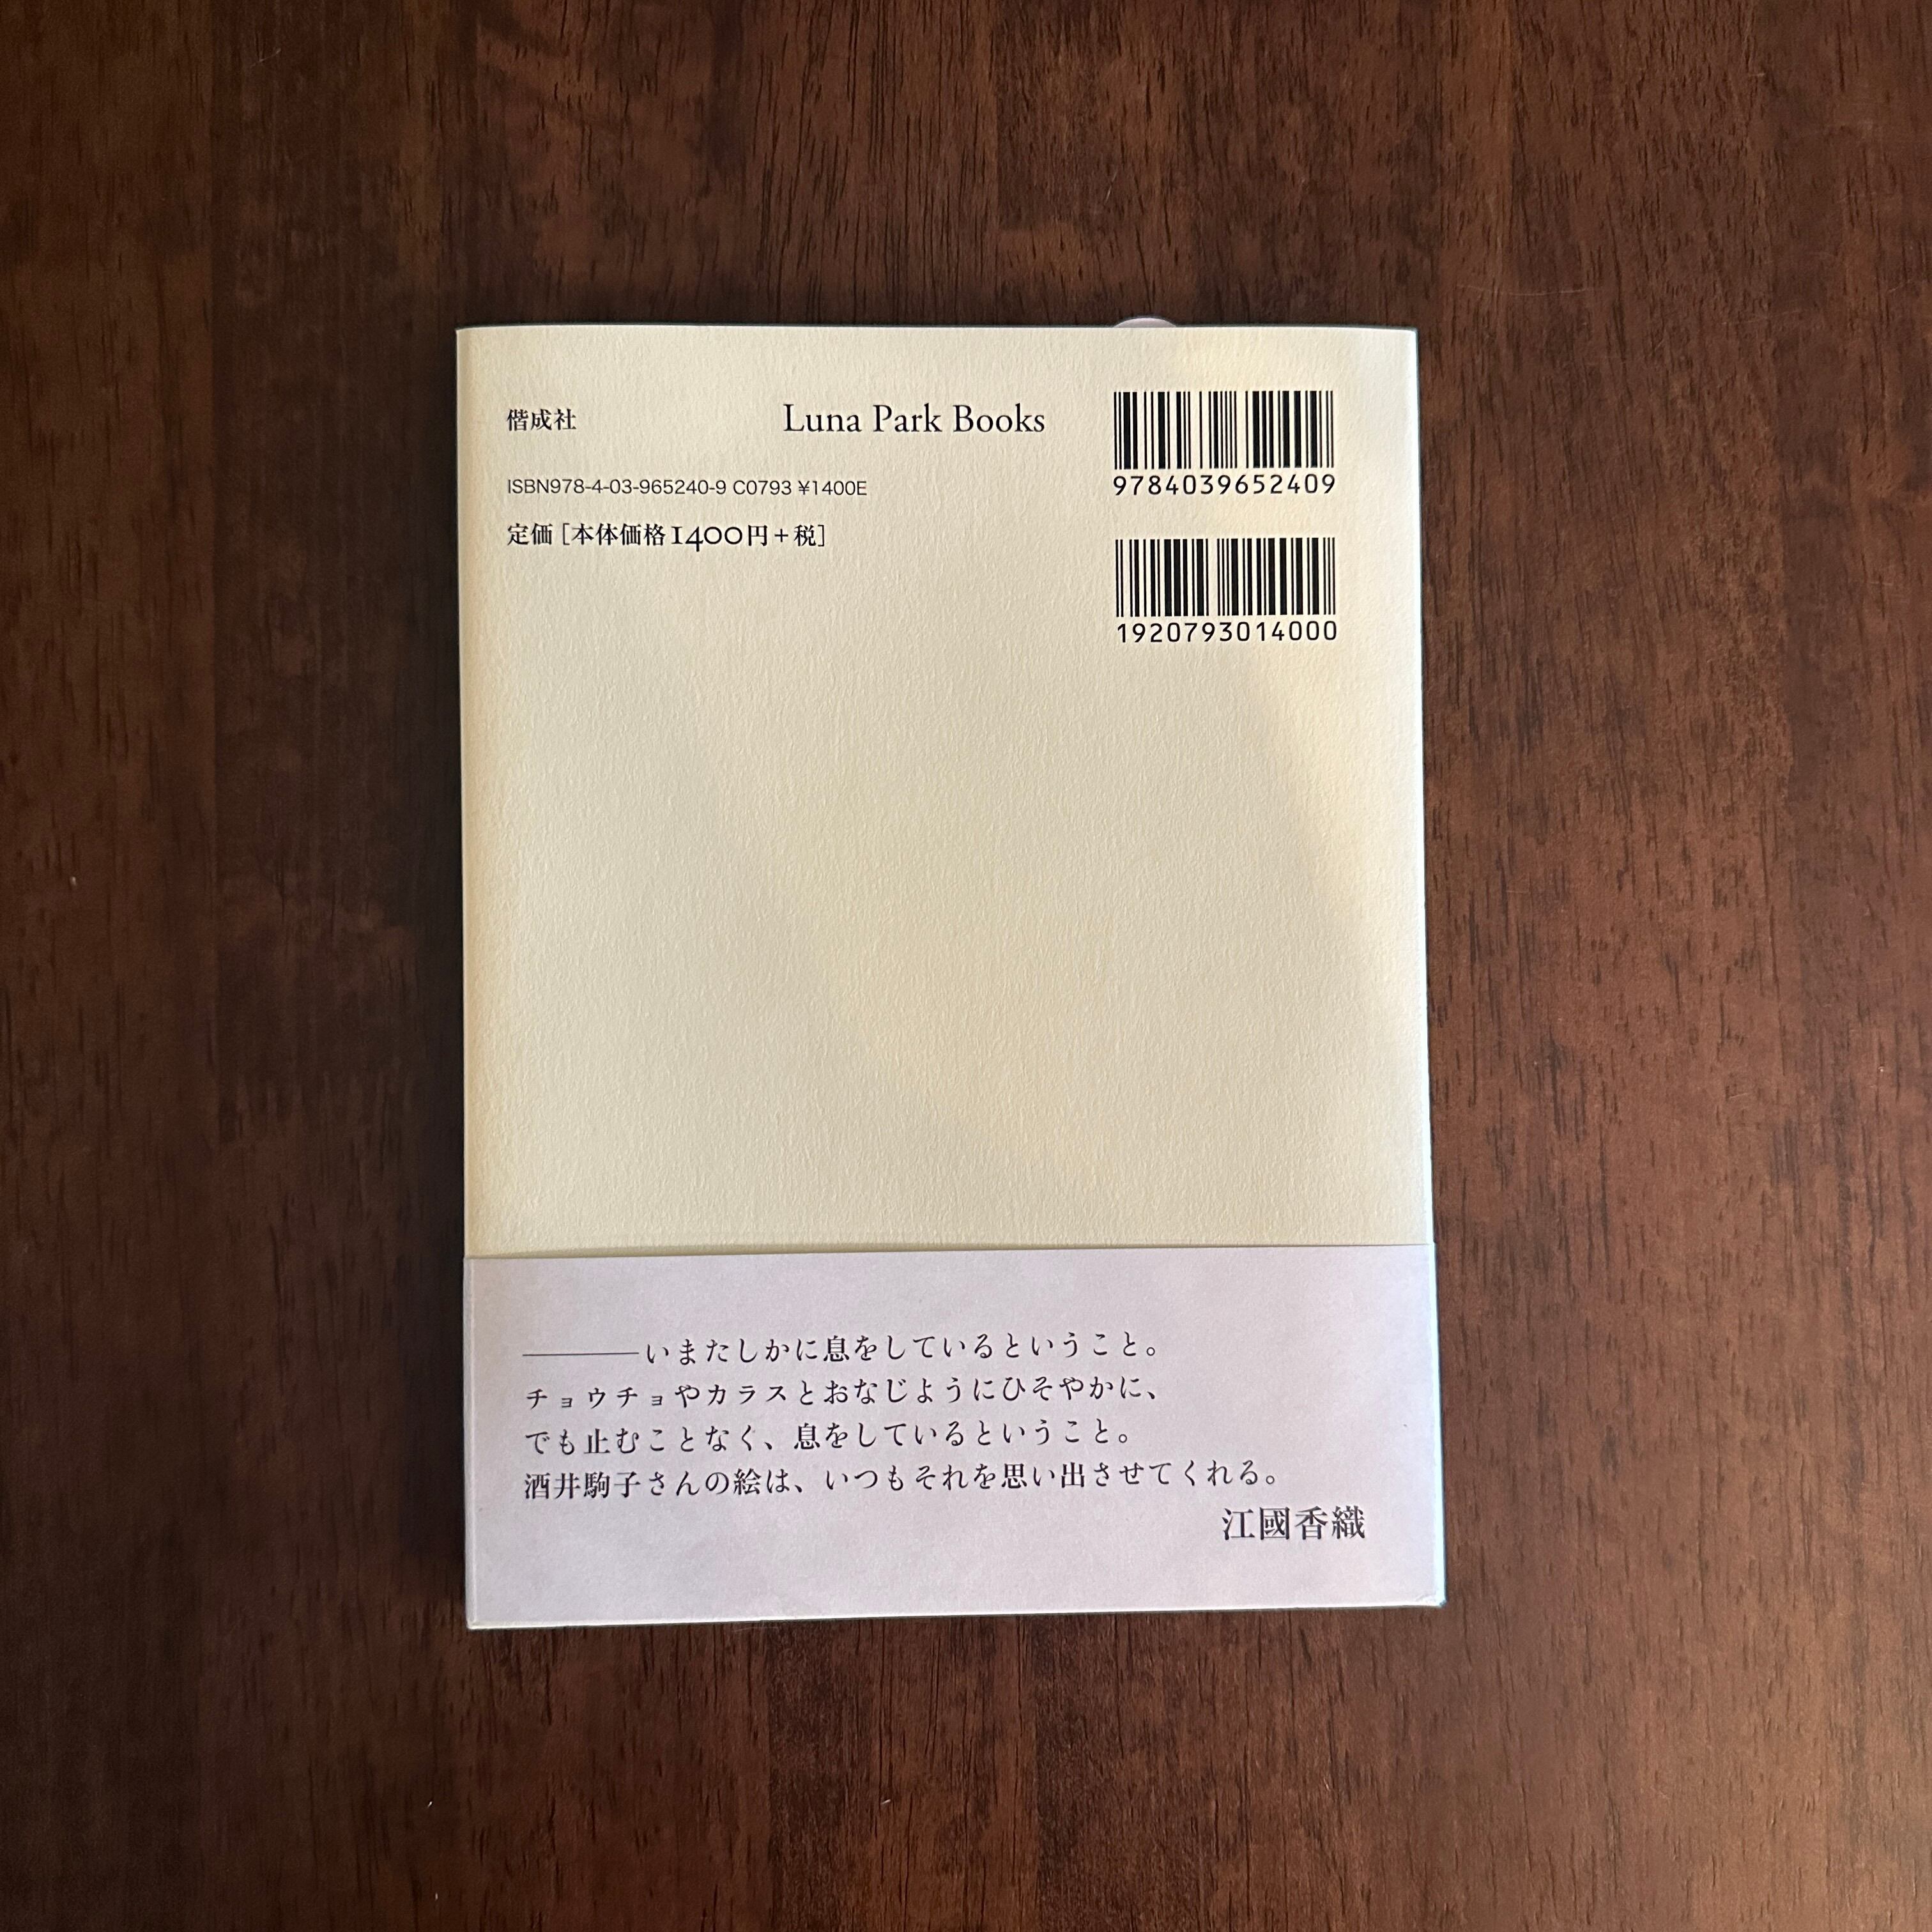 偕成社
Luna Park Books
ISBN978-4-03-965240-9 C0793 ¥1400E
定価［本体価格1400円＋税］
9784039652409
1920793014000
―――いまたしかに息をしているということ。
チョウチョやカラスとおなじようにひそやかに、
でも止むことなく、息をしているということ。
酒井駒子さんの絵は、いつもそれを思い出させてくれる。
江國香織